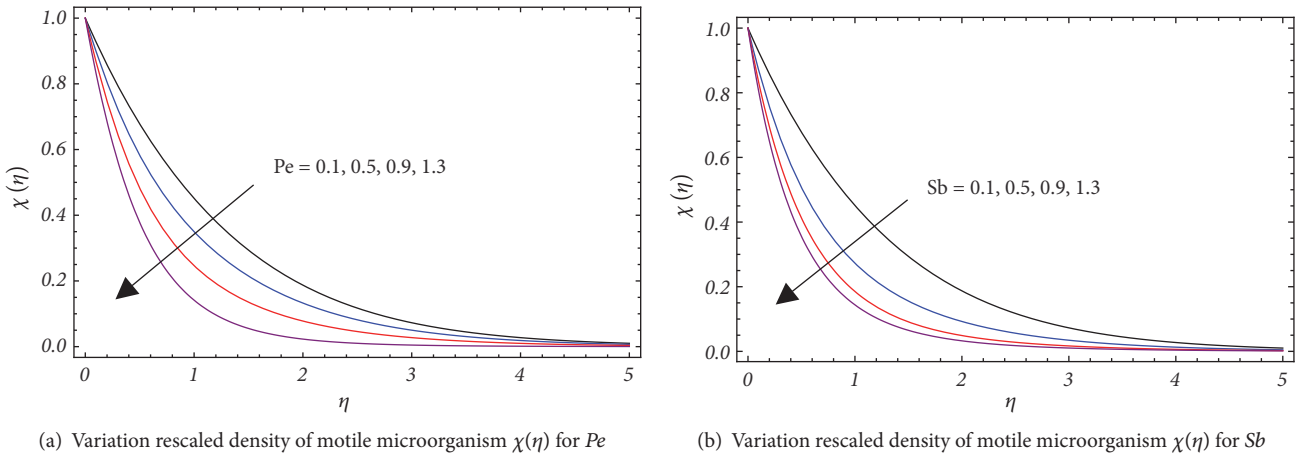 1.0
0.8
0.6
0.4
0.2
0.0
χ (η)
Pe = 0.1, 0.5, 0.9, 1.3
0 1 2 3 4 5
η
(a) Variation rescaled density of motile microorganism χ(η) for Pe
1.0
0.8
0.6
0.4
0.2
0.0
χ (η)
Sb = 0.1, 0.5, 0.9, 1.3
0 1 2 3 4 5
η
(b) Variation rescaled density of motile microorganism χ(η) for Sb